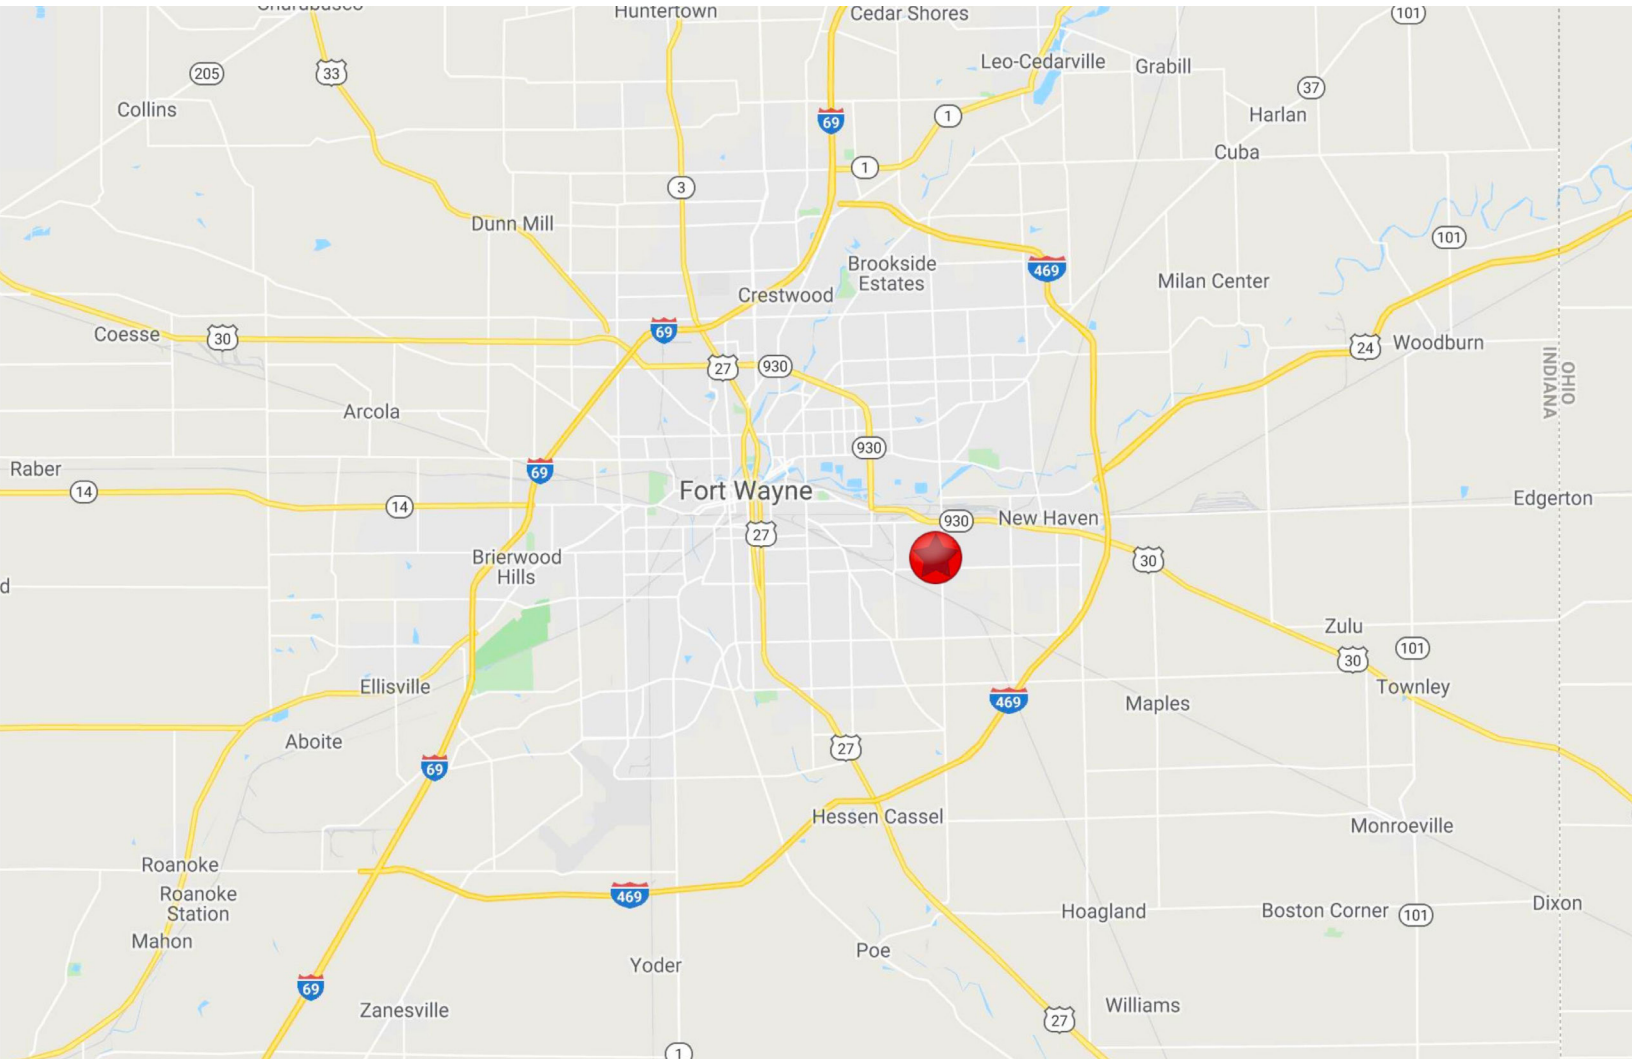 Churubusco
Huntertown
Cedar Shores
101
205
33
Leo-Cedarville
Grabill
37
Collins
69
1
Harlan
Cuba
1
3
Dunn Mill
101
Brookside
Estates
469
Milan Center
Crestwood
Coesse
30
69
27
930
24
Woodburn
OHIO
INDIANA
Arcola
930
Raber
69
14
14
Fort Wayne
Edgerton
930
New Haven
27
Brierwood
Hills
30
d
Zulu
101
30
Ellisville
Townley
469
Maples
Aboite
27
69
Hessen Cassel
Monroeville
Roanoke
Roanoke
Station
469
Hoagland
Boston Corner
101
Dixon
Mahon
Poe
Yoder
69
Zanesville
Williams
27
1